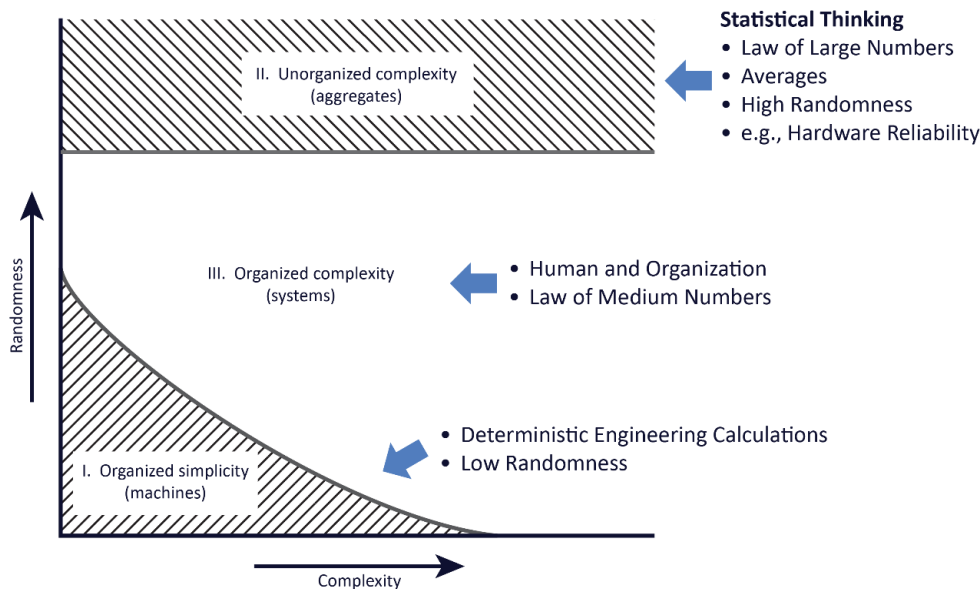 Statistical Thinking
• Law of Large Numbers
• Averages
• High Randomness
• e.g., Hardware Reliability
II. Unorganized complexity
(aggregates)
Randomness
III. Organized complexity
(systems)
• Human and Organization
• Law of Medium Numbers
• Deterministic Engineering Calculations
• Low Randomness
I. Organized simplicity
(machines)
Complexity